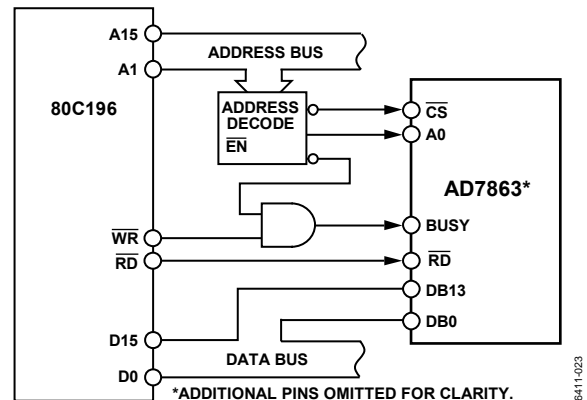 A15
ADDRESS BUS
A1
80C196
ADDRESS
DECODE
EN
CS
A0
AD7863*
BUSY
WR
RD
RD
DB13
DB0
D15
DATA BUS
D0
*ADDITIONAL PINS OMITTED FOR CLARITY.
6411-023